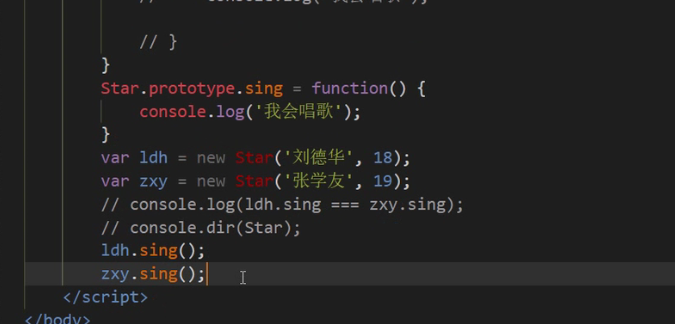 //     console.log('我会唱歌');
// }
}
Star.prototype.sing = function() {
console.log('我会唱歌');
}
var ldh = new Star('刘德华', 18);
var zxy = new Star('张学友', 19);
// console.log(ldh.sing === zxy.sing);
// console.dir(Star);
ldh.sing();
zxy.sing();
</script>
</body>